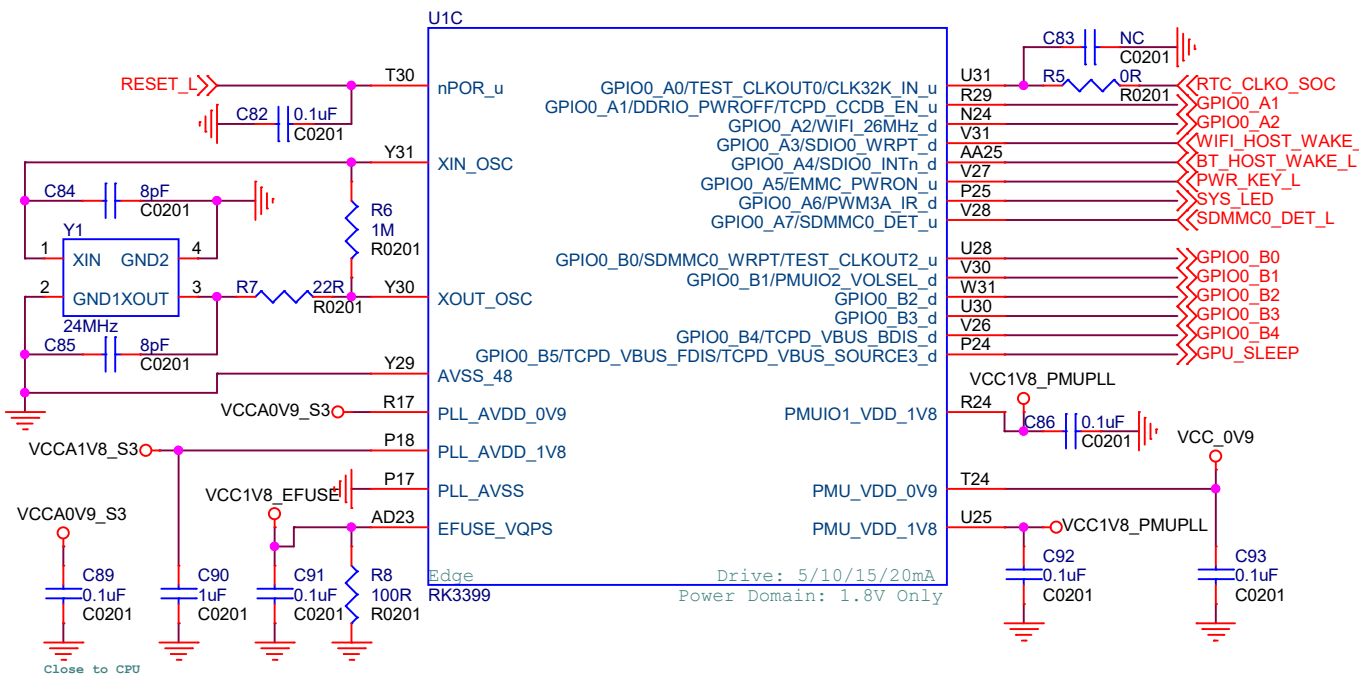 U1C
RESET_L
T30
nPOR_u
C82
0.1uF
C0201
Y31
XIN_OSC
C84
8pF
C0201
R6
1M
R0201
Y1
1
XIN
GND2
4
2
GND1XOUT
3
R7
22R
R0201
Y30
XOUT_OSC
24MHz
C85
8pF
C0201
Y29
AVSS_48
VCCA0V9_S3
R17
PLL_AVDD_0V9
VCCA1V8_S3
P18
PLL_AVDD_1V8
P17
PLL_AVSS
VCC1V8_EFUSE
AD23
EFUSE_VQPS
VCCA0V9_S3
C89
0.1uF
C0201
C90
1uF
C0201
C91
0.1uF
C0201
R8
100R
R0201
Close to CPU
Edge
RK3399
Drive: 5/10/15/20mA
Power Domain: 1.8V Only
C83
NC
C0201
GPIO0_A0/TEST_CLKOUT0/CLK32K_IN_u
U31
R5
0R
R0201
RTC_CLKO_SOC
GPIO0_A1/DDRIO_PWROFF/TCPD_CCDB_EN_u
R29
GPIO0_A1
GPIO0_A2/WIFI_26MHz_d
N24
GPIO0_A2
GPIO0_A3/SDIO0_WRPT_d
V31
WIFI_HOST_WAKE_
GPIO0_A4/SDIO0_INTn_d
AA25
BT_HOST_WAKE_L
GPIO0_A5/EMMC_PWRON_u
V27
PWR_KEY_L
GPIO0_A6/PWM3A_IR_d
P25
SYS_LED
GPIO0_A7/SDMMC0_DET_u
V28
SDMMC0_DET_L
GPIO0_B0/SDMMC0_WRPT/TEST_CLKOUT2_u
U28
GPIO0_B0
GPIO0_B1/PMUIO2_VOLSEL_d
V30
GPIO0_B1
GPIO0_B2_d
W31
GPIO0_B2
GPIO0_B3_d
U30
GPIO0_B3
GPIO0_B4/TCPD_VBUS_BDIS_d
V26
GPIO0_B4
GPIO0_B5/TCPD_VBUS_FDIS/TCPD_VBUS_SOURCE3_d
P24
GPU_SLEEP
VCC1V8_PMUPLL
PMUIO1_VDD_1V8
R24
C86
0.1uF
C0201
VCC_0V9
PMU_VDD_0V9
T24
PMU_VDD_1V8
U25
VCC1V8_PMUPLL
C92
0.1uF
C0201
C93
0.1uF
C0201